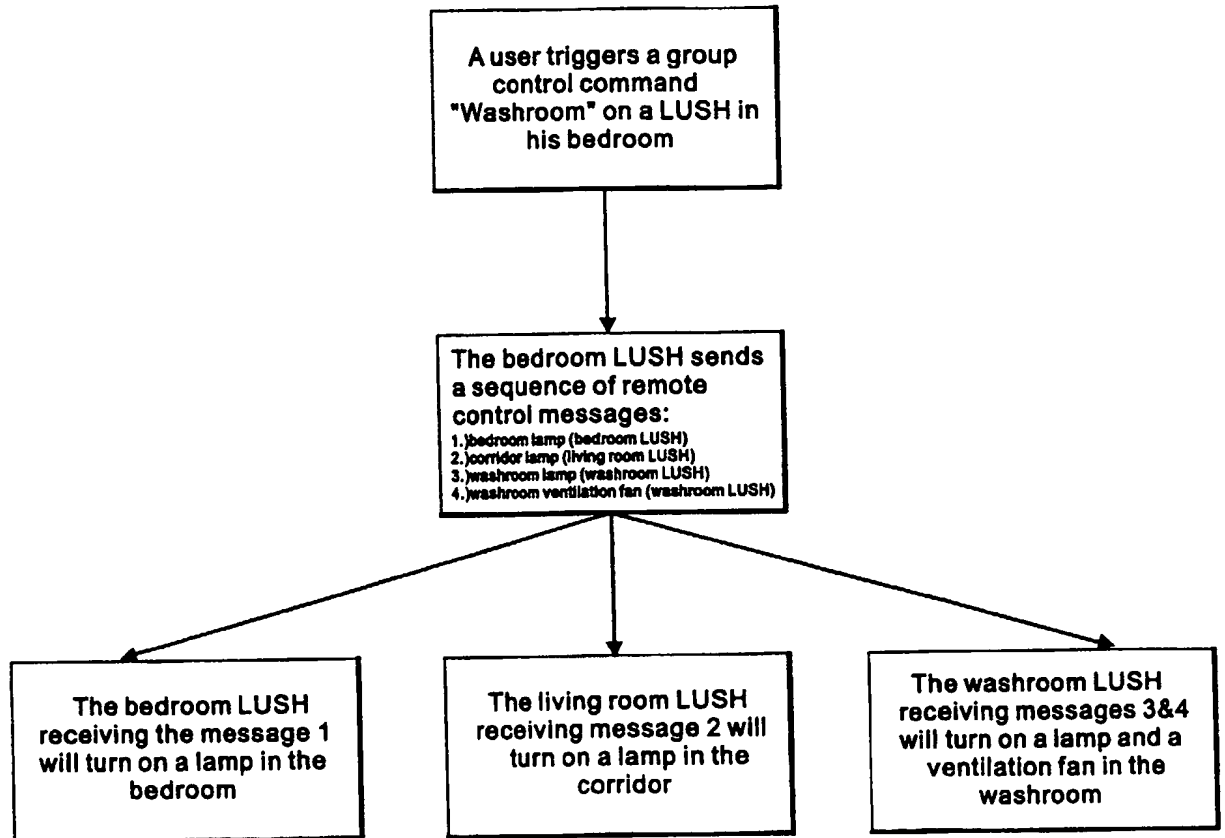 A user triggers a group
control command
"Washroom" on a LUSH in
his bedroom
The bedroom LUSH sends
a sequence of remote
control messages:
1.)bedroom lamp (bedroom LUSH)
2.)corridor lamp (living room LUSH)
3.)washroom lamp (washroom LUSH)
4.)washroom ventilation fan (washroom LUSH)
The bedroom LUSH
receiving the message 1
will turn on a lamp in the
bedroom
The living room LUSH
receiving message 2 will
turn on a lamp in the
corridor
The washroom LUSH
receiving messages 3&4
will turn on a lamp and a
ventilation fan in the
washroom